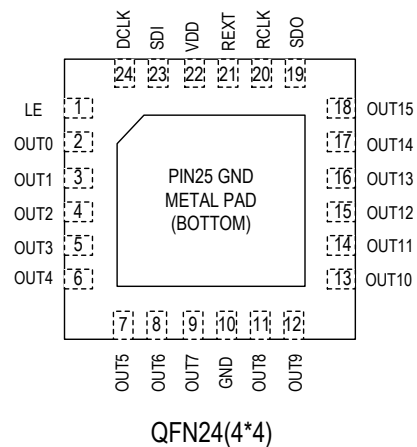 DCLK SDI VDD REXT RCLK SDO
24 23 22 21 20 19
LE 1 18 OUT15
OUT0 2 17 OUT14
OUT1 3 16 OUT13
OUT2 4 15 OUT12
OUT3 5 14 OUT11
OUT4 6 13 OUT10
PIN25 GND
METAL PAD
(BOTTOM)
7 8 9 10 11 12
OUT5 OUT6 OUT7 GND OUT8 OUT9
QFN24(4*4)